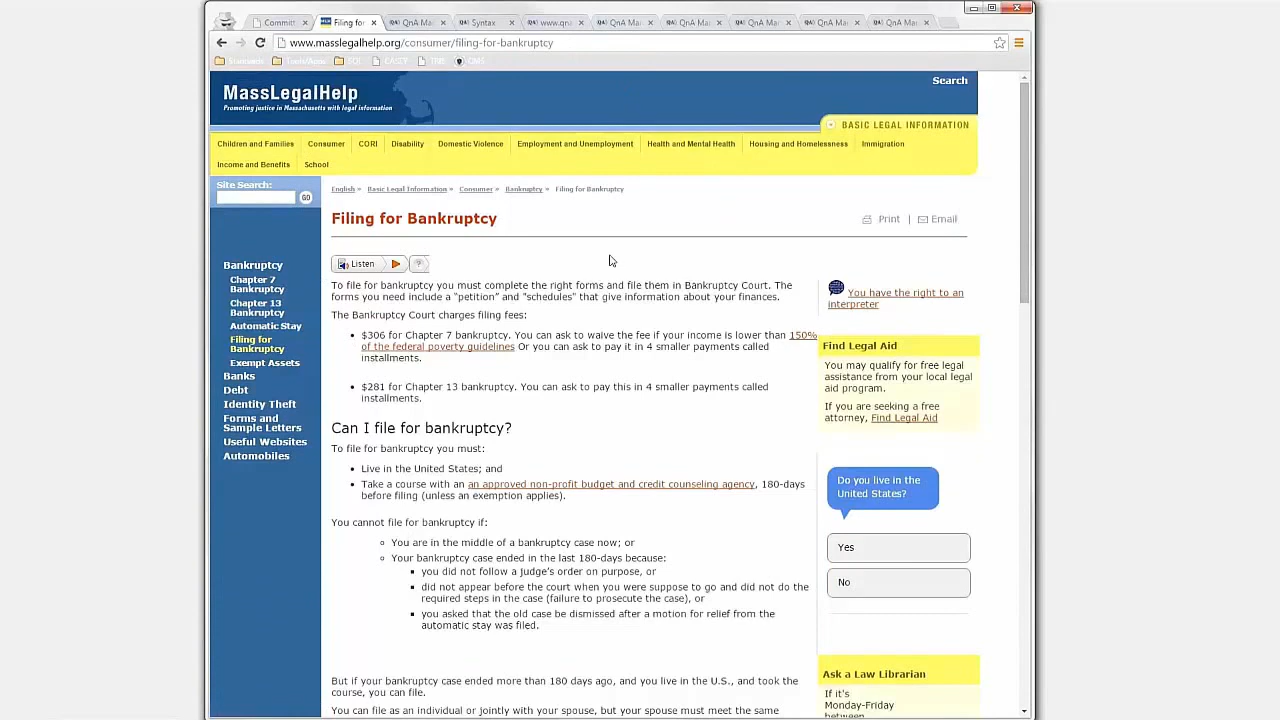 Committ
Filing for
QnA Ma
Syntax
www.qn
QnA Ma
QnA Ma
QnA Ma
QnA Ma
QnA Ma
www.masslegalhelp.org/consumer/filing-for-bankruptcy
Search
MassLegalHelp
Promoting justice in Massachusetts with legal information
BASIC LEGAL INFORMATION
Children and Families
Consumer
CORI
Disability
Domestic Violence
Employment and Unemployment
Health and Mental Health
Housing and Homelessness
Immigration
Income and Benefits
School
Site Search:
GO
English » Basic Legal Information » Consumer » Bankruptcy » Filing for Bankruptcy
Filing for Bankruptcy
Print | Email
Bankruptcy
Chapter 7
Bankruptcy
Chapter 13
Bankruptcy
Automatic Stay
Filing for
Bankruptcy
Exempt Assets
Banks
Debt
Identity Theft
Forms and
Sample Letters
Useful Websites
Automobiles
Listen
?
To file for bankruptcy you must complete the right forms and file them in Bankruptcy Court. The
forms you need include a "petition" and "schedules" that give information about your finances.
The Bankruptcy Court charges filing fees:
• $306 for Chapter 7 bankruptcy. You can ask to waive the fee if your income is lower than 150%
of the federal poverty guidelines Or you can ask to pay it in 4 smaller payments called
installments.
• $281 for Chapter 13 bankruptcy. You can ask to pay this in 4 smaller payments called
installments.
Can I file for bankruptcy?
To file for bankruptcy you must:
• Live in the United States; and
• Take a course with an an approved non-profit budget and credit counseling agency, 180-days
before filing (unless an exemption applies).
You cannot file for bankruptcy if:
You are in the middle of a bankruptcy case now; or
Your bankruptcy case ended in the last 180-days because:
you did not follow a judge's order on purpose, or
did not appear before the court when you were suppose to go and did not do the
required steps in the case (failure to prosecute the case), or
you asked that the old case be dismissed after a motion for relief from the
automatic stay was filed.
But if your bankruptcy case ended more than 180 days ago, and you live in the U.S., and took the
course, you can file.
You can file as an individual or jointly with your spouse, but your spouse must meet the same
You have the right to an
interpreter
Find Legal Aid
You may qualify for free legal
assistance from your local legal
aid program.
If you are seeking a free
attorney, Find Legal Aid
Do you live in the
United States?
Yes
No
Ask a Law Librarian
If it's
Monday-Friday
between